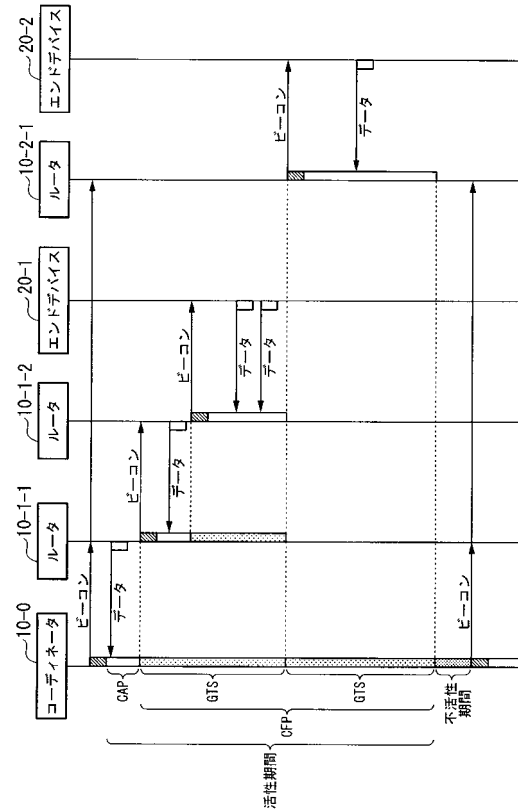 10-0
コーディネータ
10-1-1
ルータ
10-1-2
ルータ
20-1
エンドデバイス
10-2-1
ルータ
20-2
エンドデバイス
ビーコン
データ
ビーコン
データ
ビーコン
データ
データ
ビーコン
データ
ビーコン
CAP
GTS
GTS
CFP
活性期間
不活性
期間